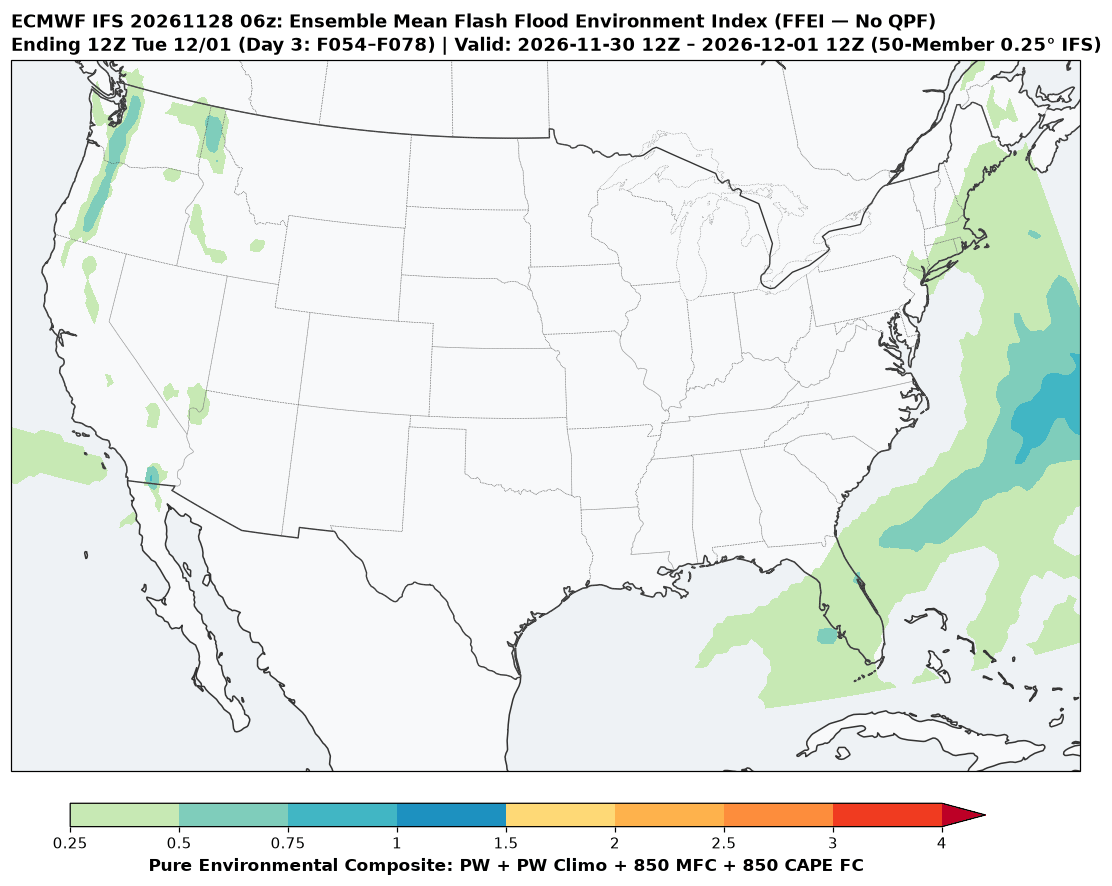 ECMWF IFS 20261128 06z: Ensemble Mean Flash Flood Environment Index (FFEI — No QPF)
Ending 12Z Tue 12/01 (Day 3: F054–F078) | Valid: 2026-11-30 12Z – 2026-12-01 12Z (50-Member 0.25° IFS)
0.25 0.5 0.75 1 1.5 2 2.5 3 4
Pure Environmental Composite: PW + PW Climo + 850 MFC + 850 CAPE FC